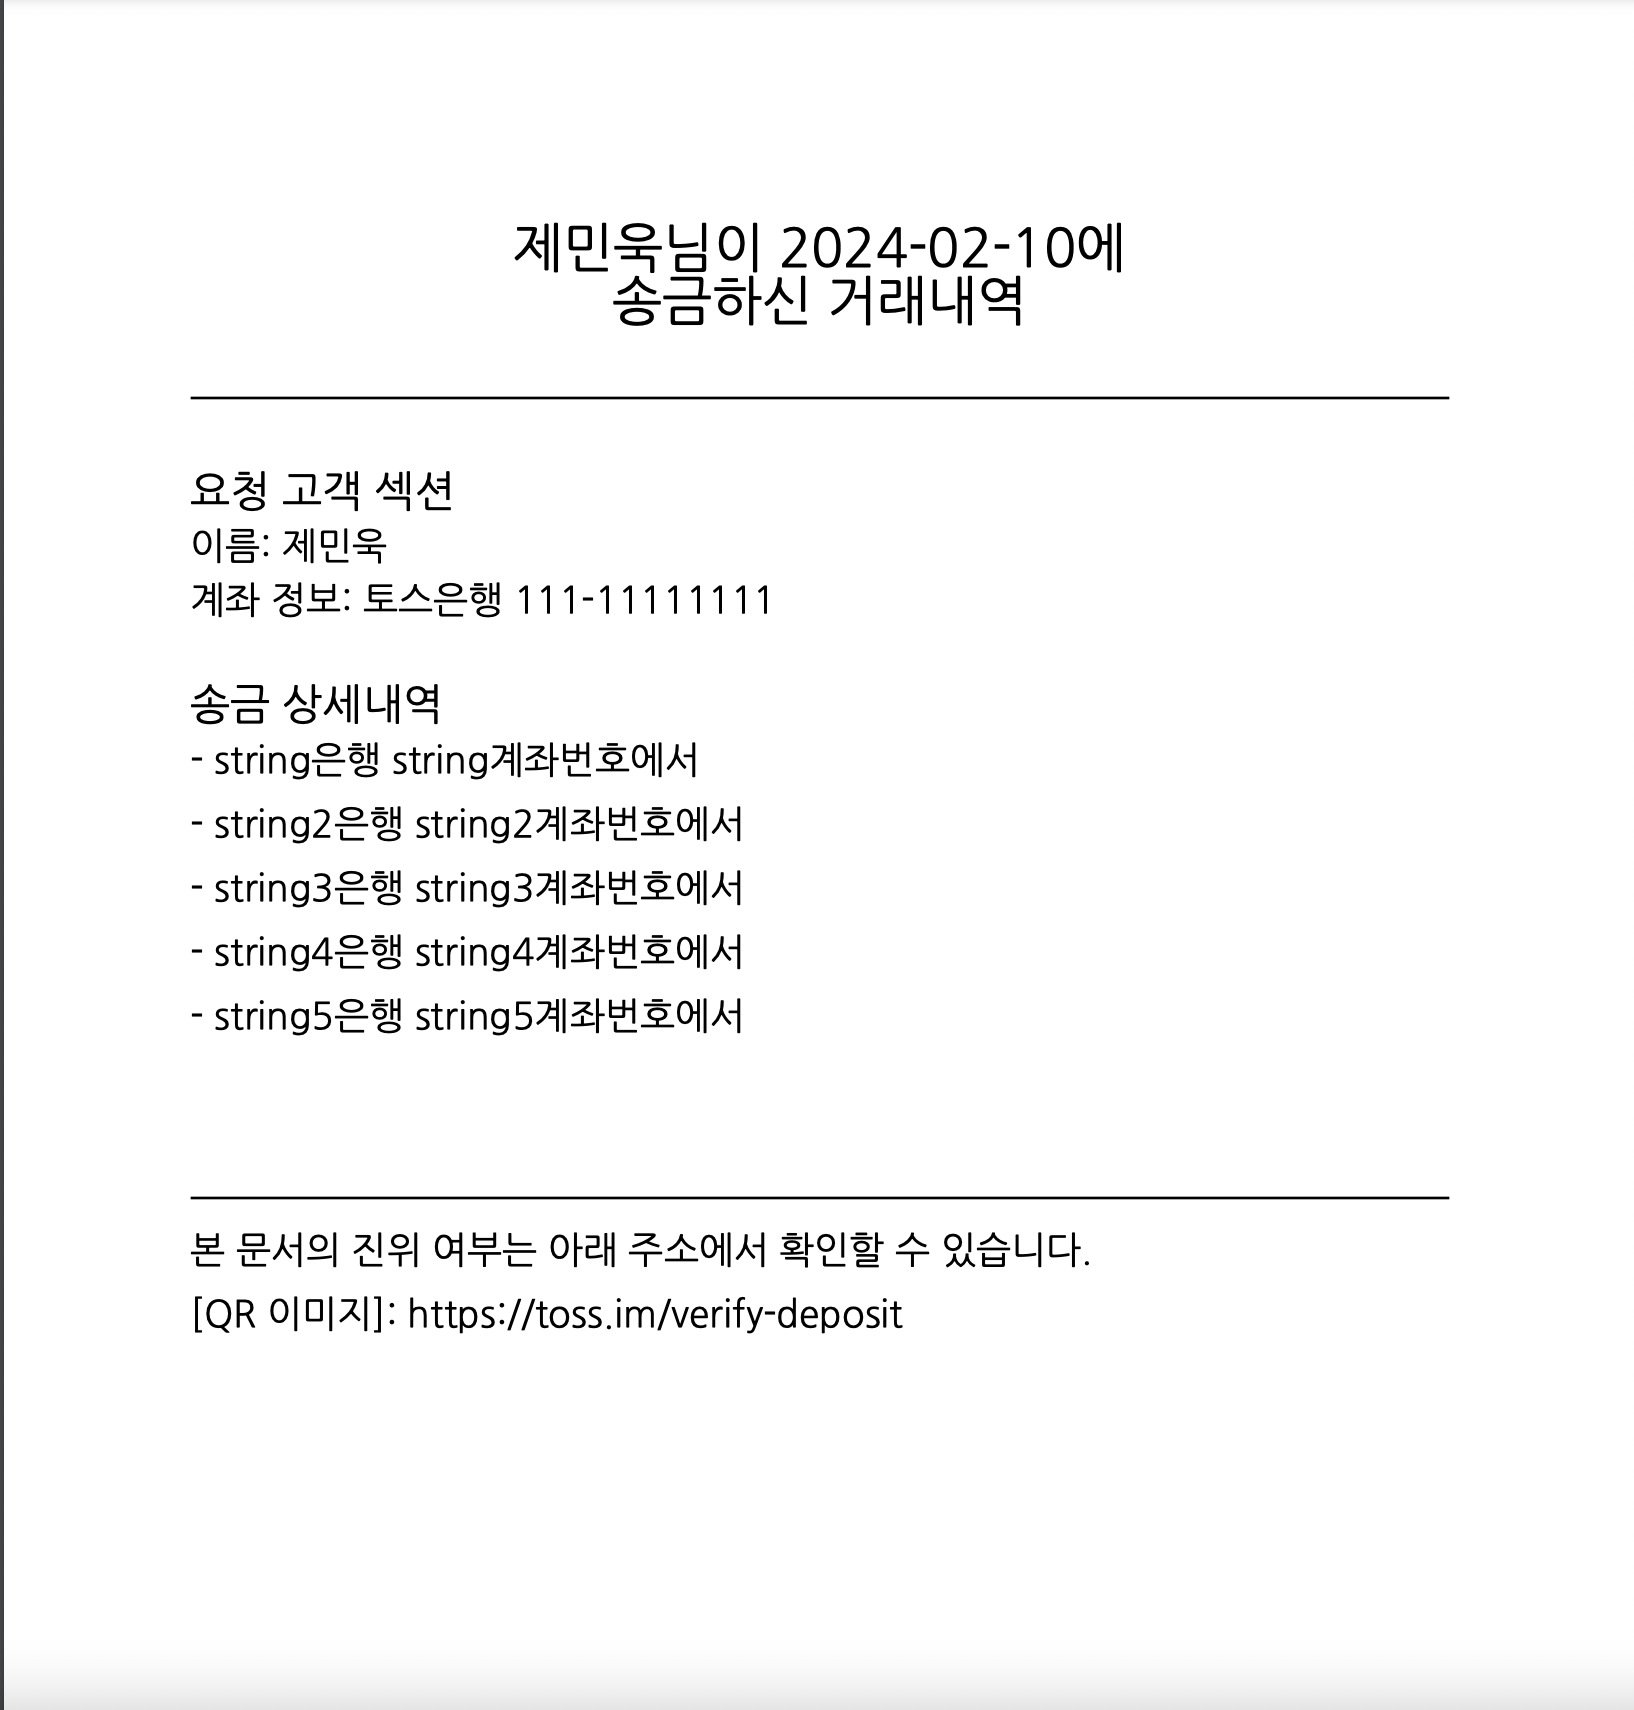 제민욱님이 2024-02-10에
송금하신 거래내역
요청 고객 섹션
이름: 제민욱
계좌 정보: 토스은행 111-11111111
송금 상세내역
- string은행 string계좌번호에서
- string2은행 string2계좌번호에서
- string3은행 string3계좌번호에서
- string4은행 string4계좌번호에서
- string5은행 string5계좌번호에서
본 문서의 진위 여부는 아래 주소에서 확인할 수 있습니다.
[QR 이미지]: https://toss.im/verify-deposit